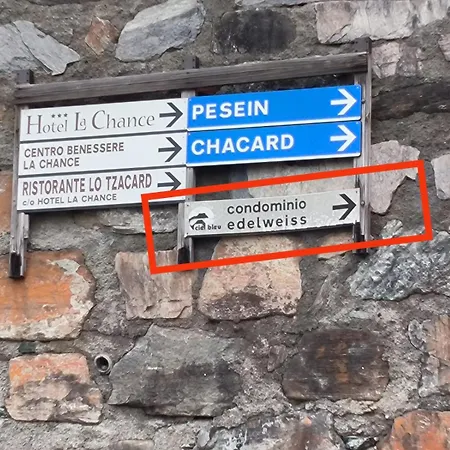 Hotel La Chance
CENTRO BENESSERE
LA CHANCE
RISTORANTE LO TZACARD
c/o HOTEL LA CHANCE
PESEIN
CHACARD
condominio
edelweiss
ciel bleu